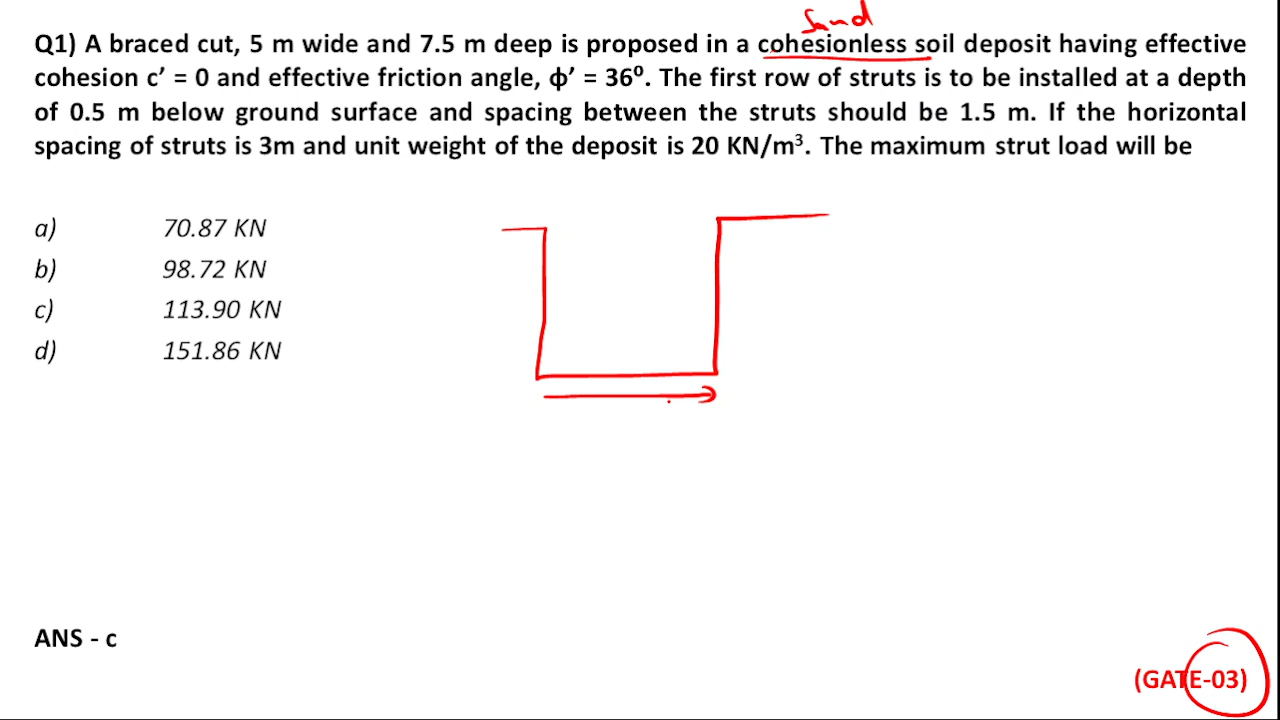 Sand
Q1) A braced cut, 5 m wide and 7.5 m deep is proposed in a cohesionless soil deposit having effective
cohesion c’ = 0 and effective friction angle, ф’ = 36⁰. The first row of struts is to be installed at a depth
of 0.5 m below ground surface and spacing between the struts should be 1.5 m. If the horizontal
spacing of struts is 3m and unit weight of the deposit is 20 KN/m³. The maximum strut load will be
a) 70.87 KN
b) 98.72 KN
c) 113.90 KN
d) 151.86 KN
ANS - c
(GATE-03)